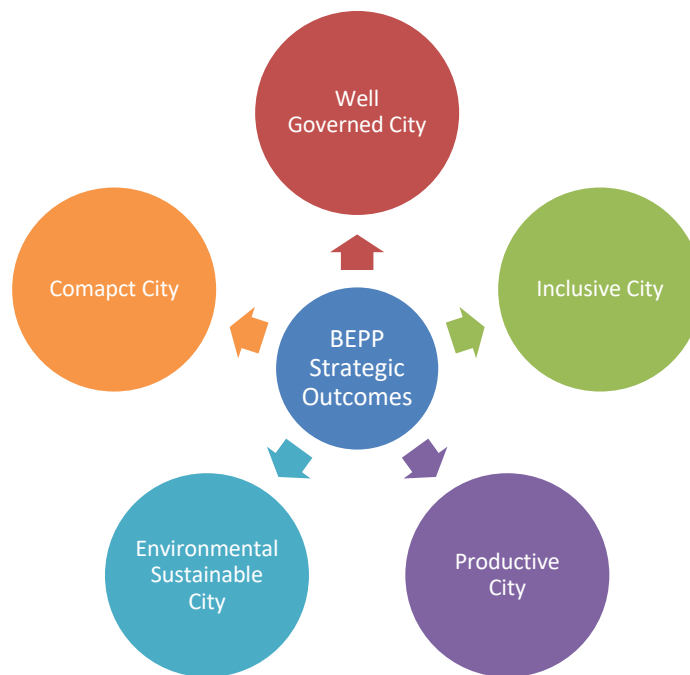 Well
Governed City
Comapct City
Inclusive City
BEPP
Strategic
Outcomes
Environmental
Sustainable
City
Productive
City